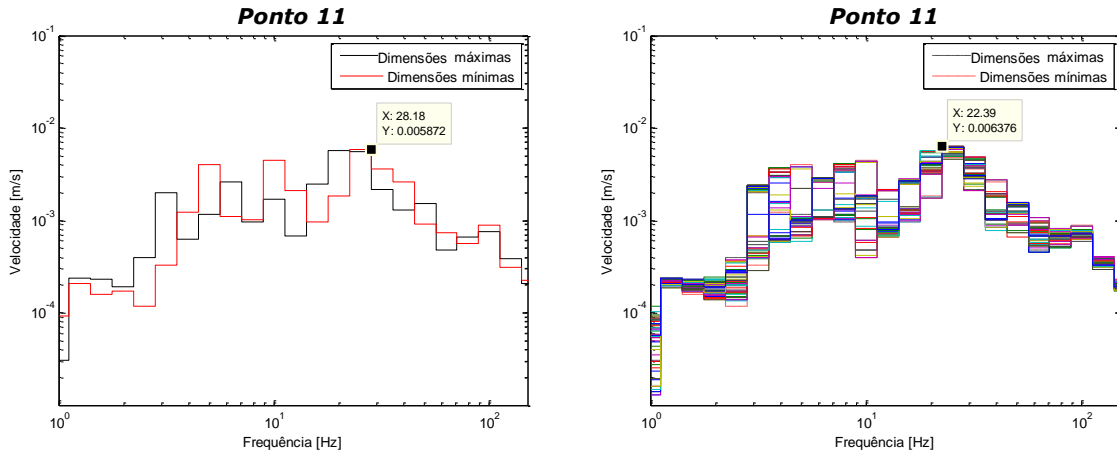 Ponto 11
10^-1
10^-2
10^-3
10^-4
10^0
10^1
10^2
Velocidade [m/s]
Frequência [Hz]
Dimensões máximas
Dimensões mínimas
X: 28.18
Y: 0.005872
Ponto 11
10^-1
10^-2
10^-3
10^-4
10^0
10^1
10^2
Velocidade [m/s]
Frequência [Hz]
Dimensões máximas
Dimensões mínimas
X: 22.39
Y: 0.006376